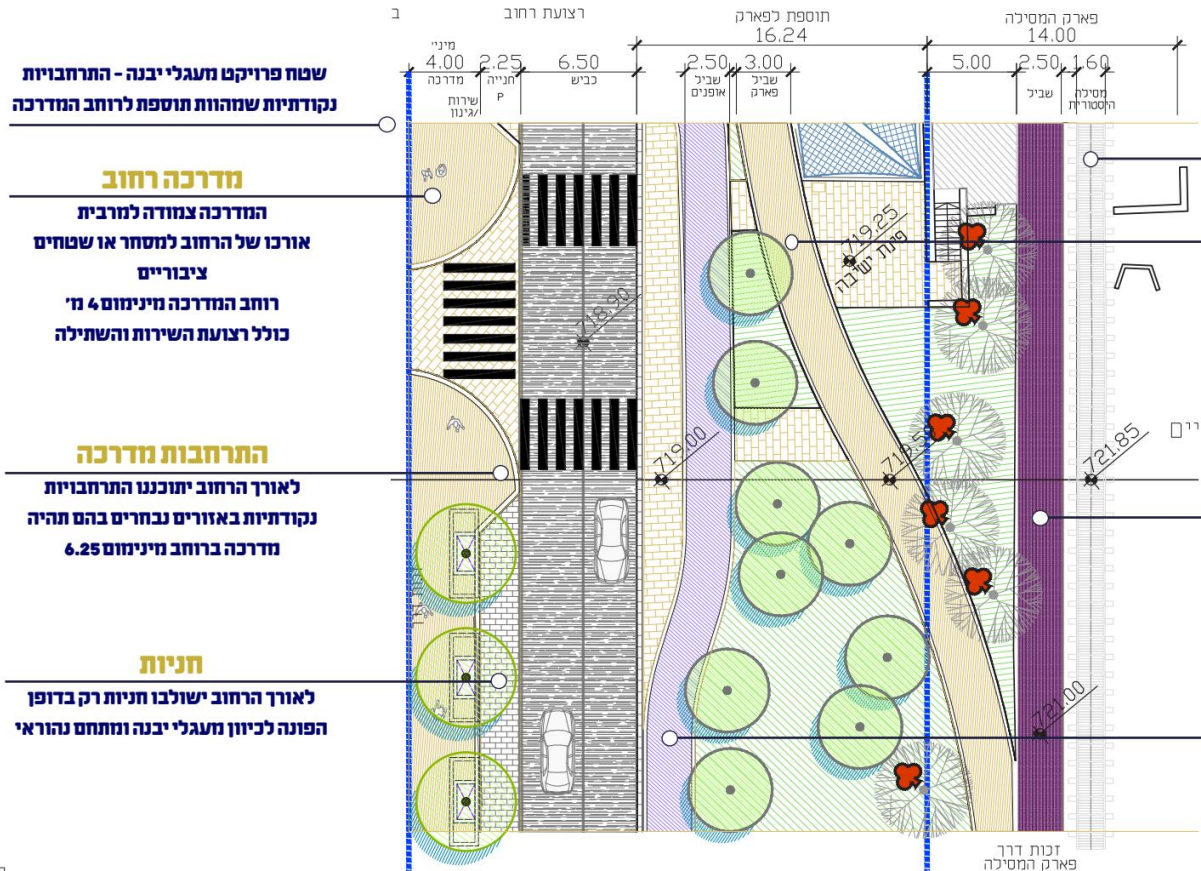 ב
רצועת רחוב
תוספת לפארק
16.24
פארק המסילה
14.00
מיני'
4.00
מדרכה
2.25
חנייה
P
6.50
כביש
2.50
שביל
אופנים
3.00
שביל
פארק
5.00
2.50
שביל
1.60
מסילה
היסטורית
שירות
/גינון
שטח פרויקט מעגלי יבנה - התרחבויות
נקודתיות שמהוות תוספת לרוחב המדרכה
מדרכה רחוב
המדרכה צמודה למרבית
אורכו של הרחוב למסחר או שטחים
ציבוריים
רוחב המדרכה מינימום 4 מ'
כולל רצועת השירות והשתילה
719.25
פינת ישיבה
718.90
התרחבות מדרכה
לאורך הרחוב יתוכננו התרחבויות
נקודתיות באזורים נבחרים בהם תהיה
מדרכה ברוחב מינימום 6.25
719.00
721.85
יים
חניות
לאורך הרחוב ישולבו חניות רק בדופן
הפונה לכיוון מעגלי יבנה ומתחם נהוראי
721.00
זכות דרך
פארק המסילה